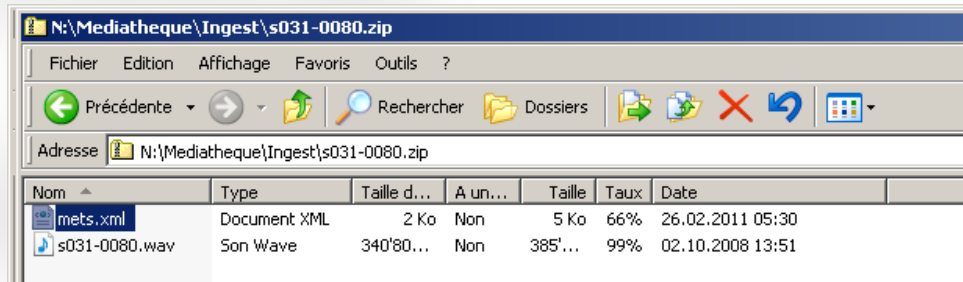 N:\Mediatheque\Ingest\s031-0080.zip
Fichier Edition Affichage Favoris Outils ?
Précédente Rechercher Dossiers
Adresse N:\Mediatheque\Ingest\s031-0080.zip
Nom Type Taille d... A un... Taille Taux Date
mets.xml Document XML 2 Ko Non 5 Ko 66% 26.02.2011 05:30
s031-0080.wav Son Wave 340'80... Non 385'... 99% 02.10.2008 13:51